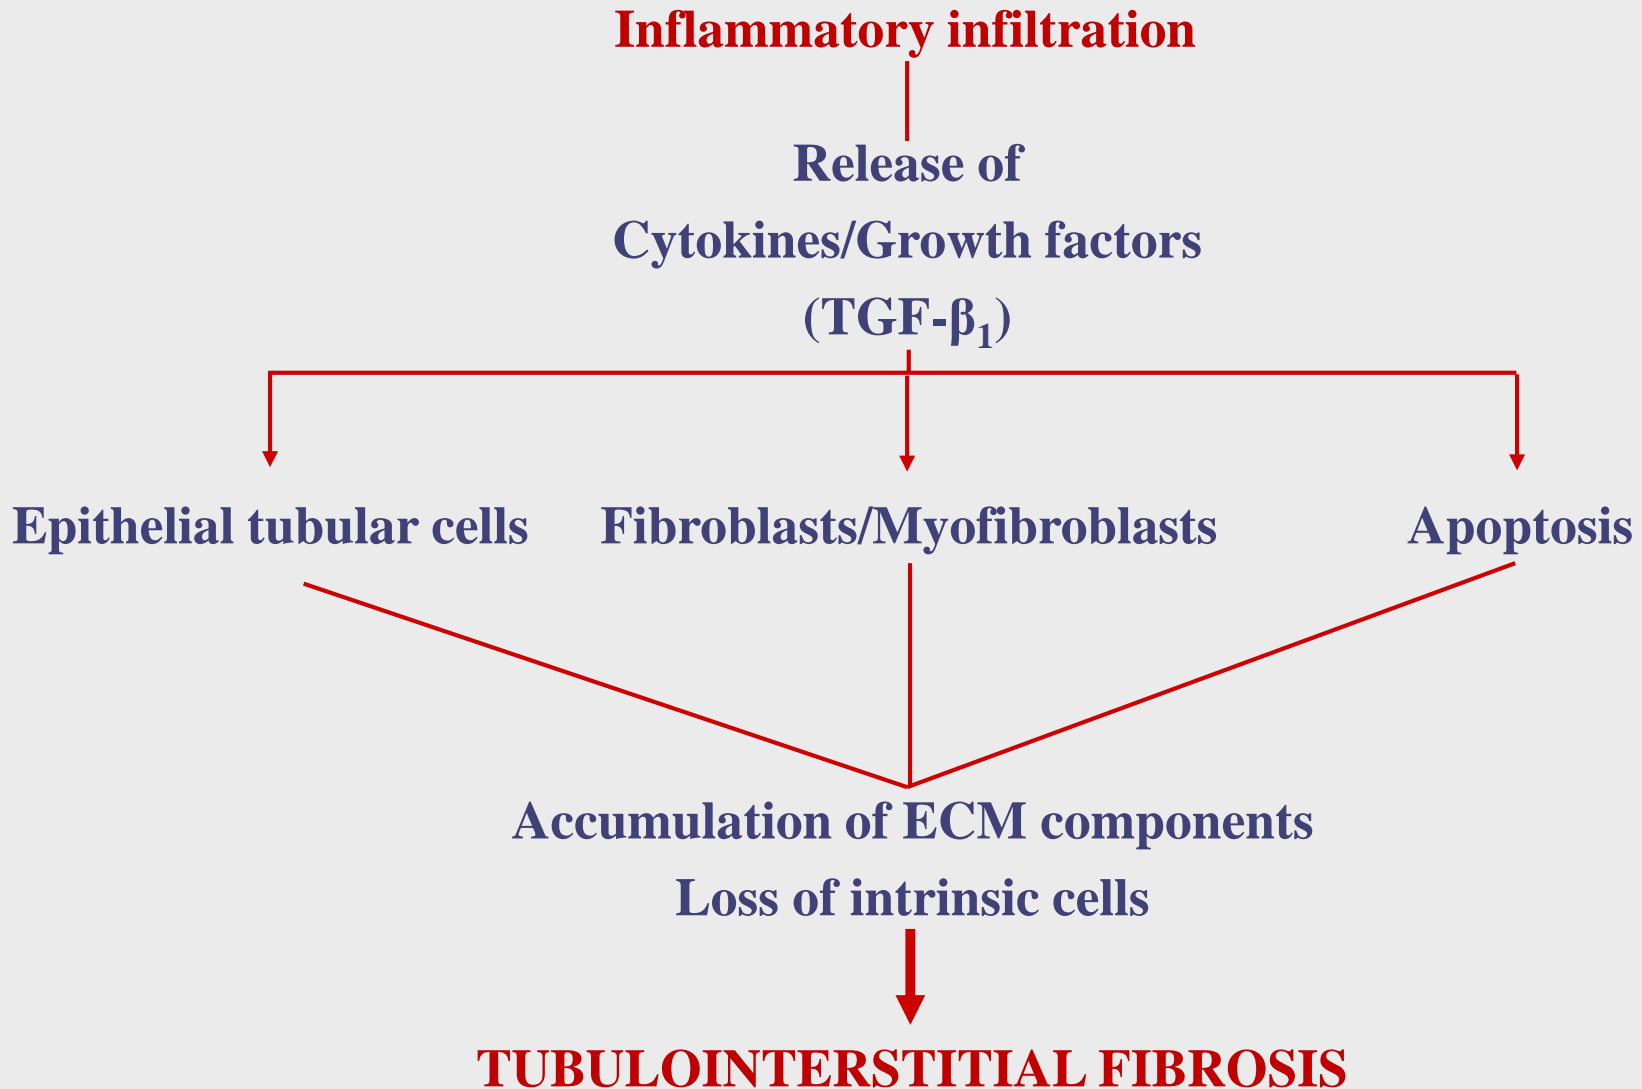 Inflammatory infiltration
Release of
Cytokines/Growth factors
(TGF-β₁)
Epithelial tubular cells
Fibroblasts/Myofibroblasts
Apoptosis
Accumulation of ECM components
Loss of intrinsic cells
TUBULOINTERSTITIAL FIBROSIS